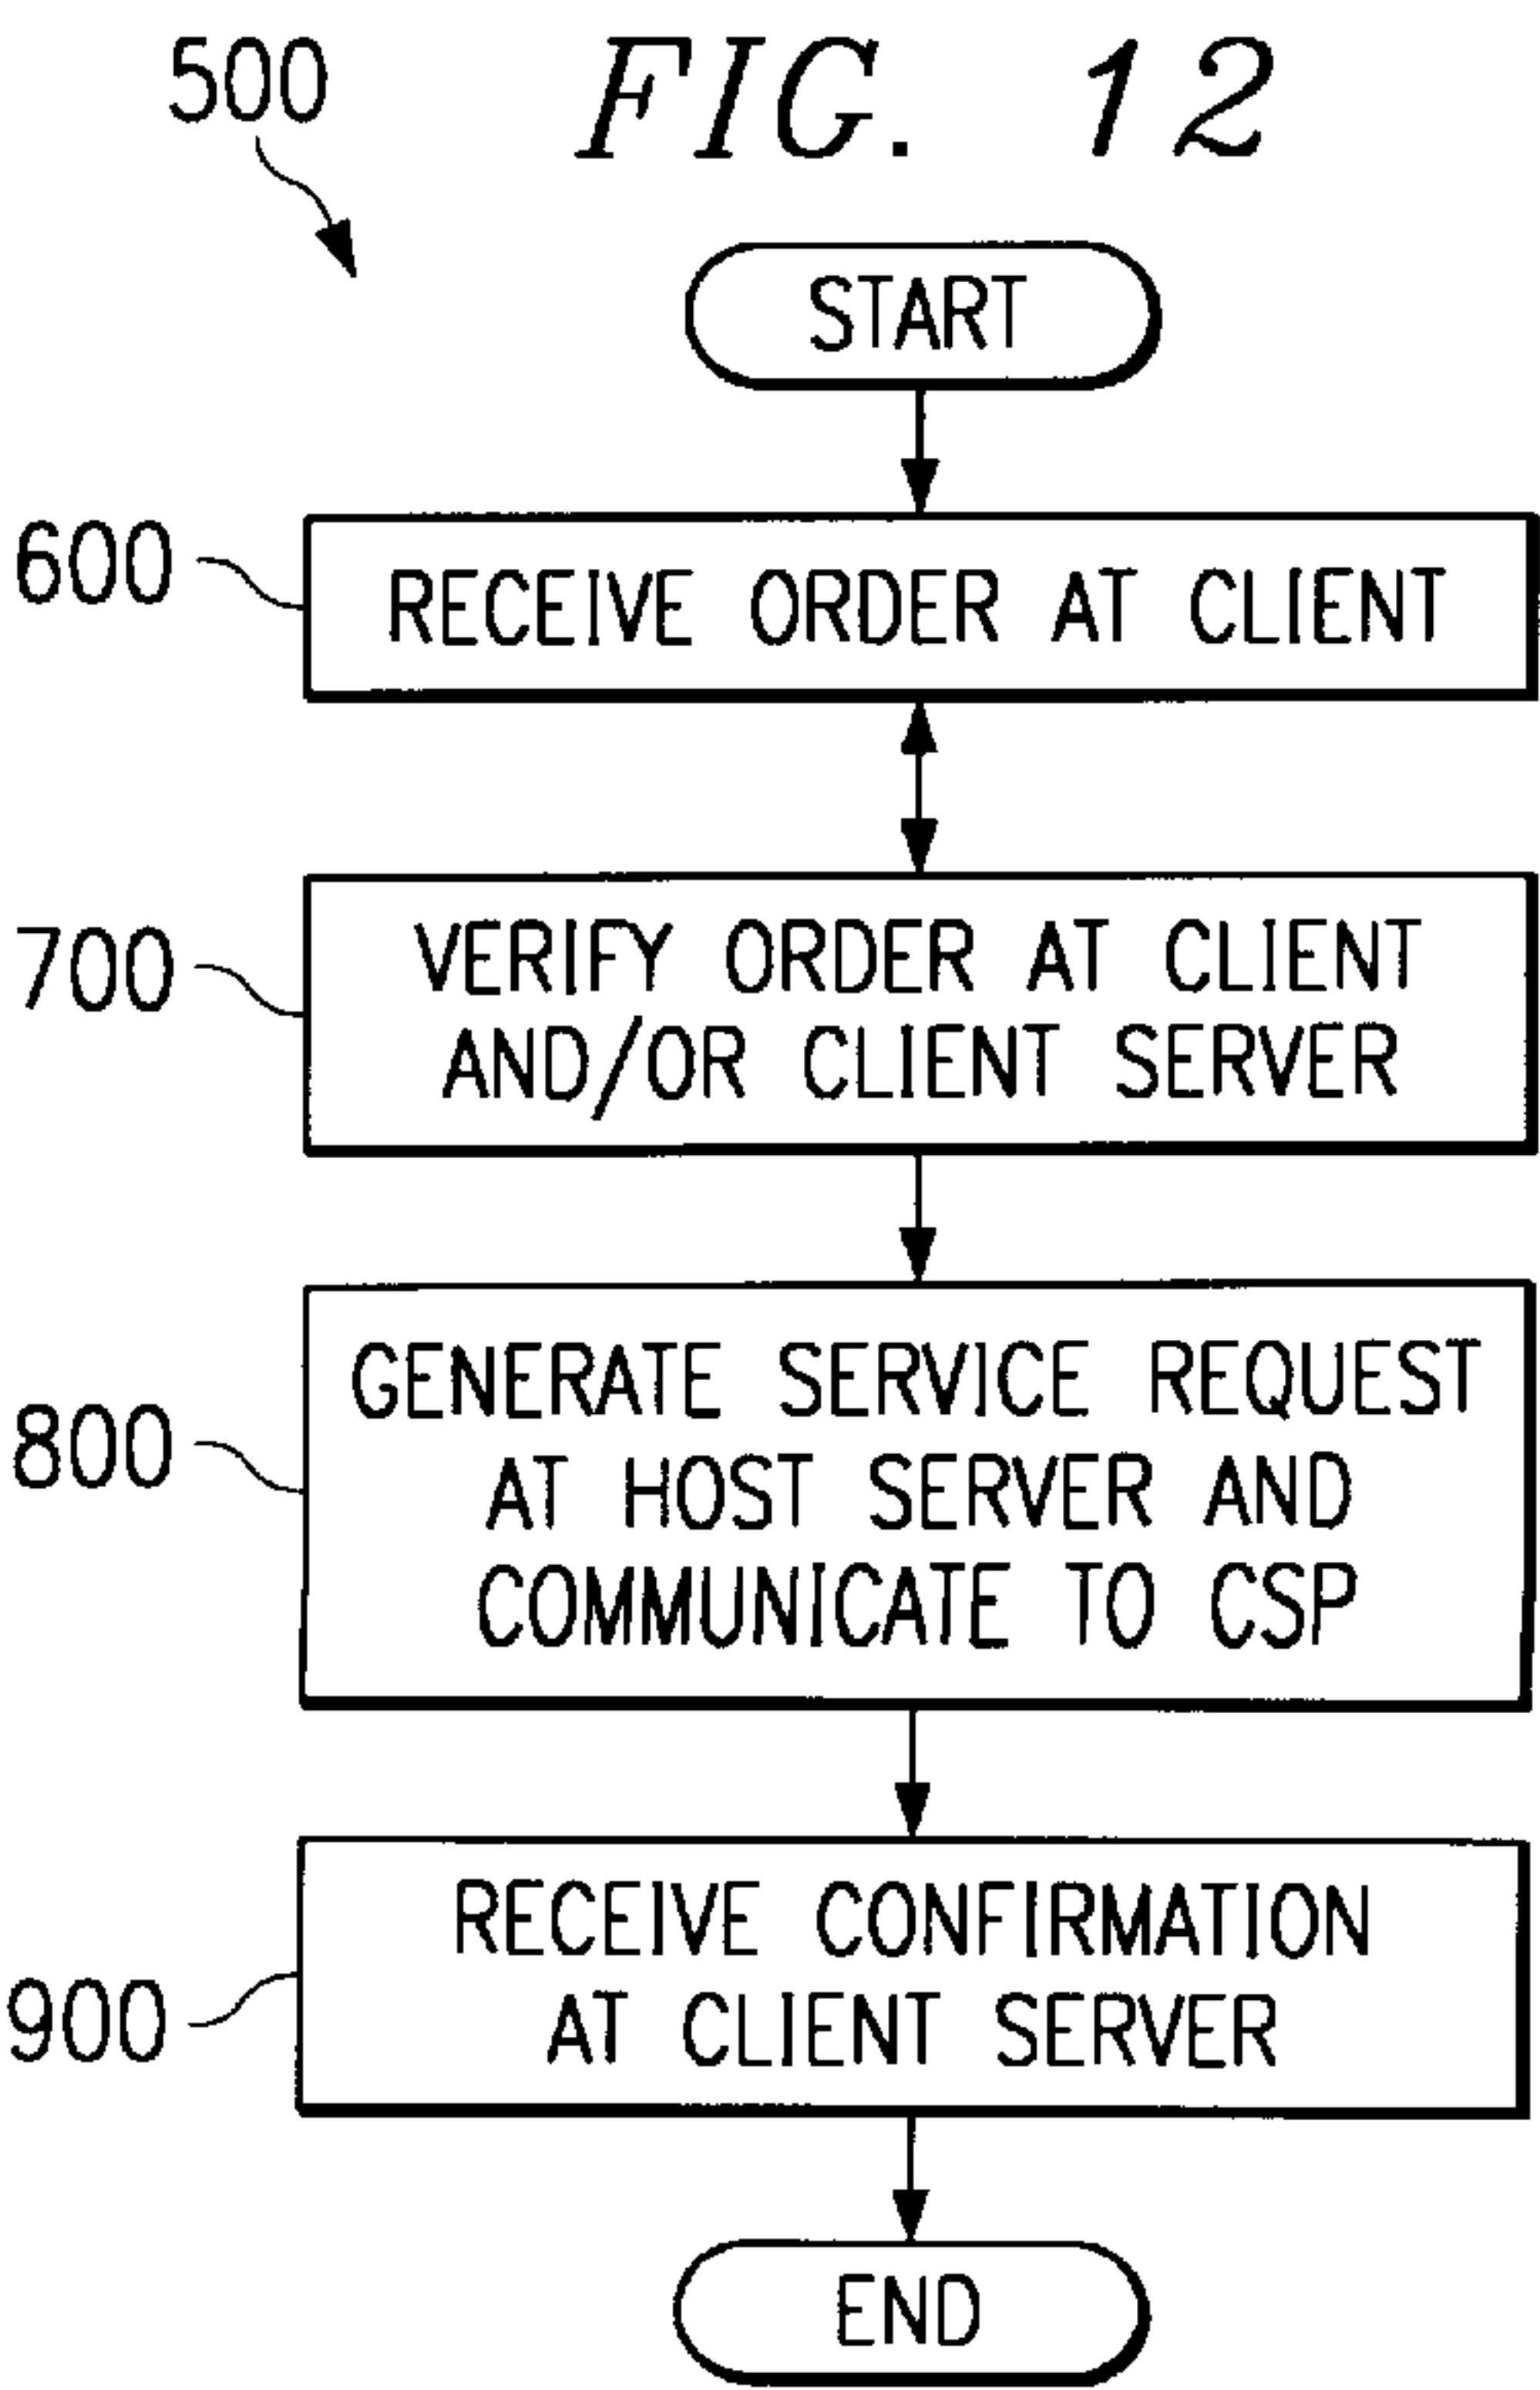 500
FIG. 12
START
600
RECEIVE ORDER AT CLIENT
700
VERIFY ORDER AT CLIENT
AND/OR CLIENT SERVER
800
GENERATE SERVICE REQUEST
AT HOST SERVER AND
COMMUNICATE TO CSP
900
RECEIVE CONFIRMATION
AT CLIENT SERVER
END